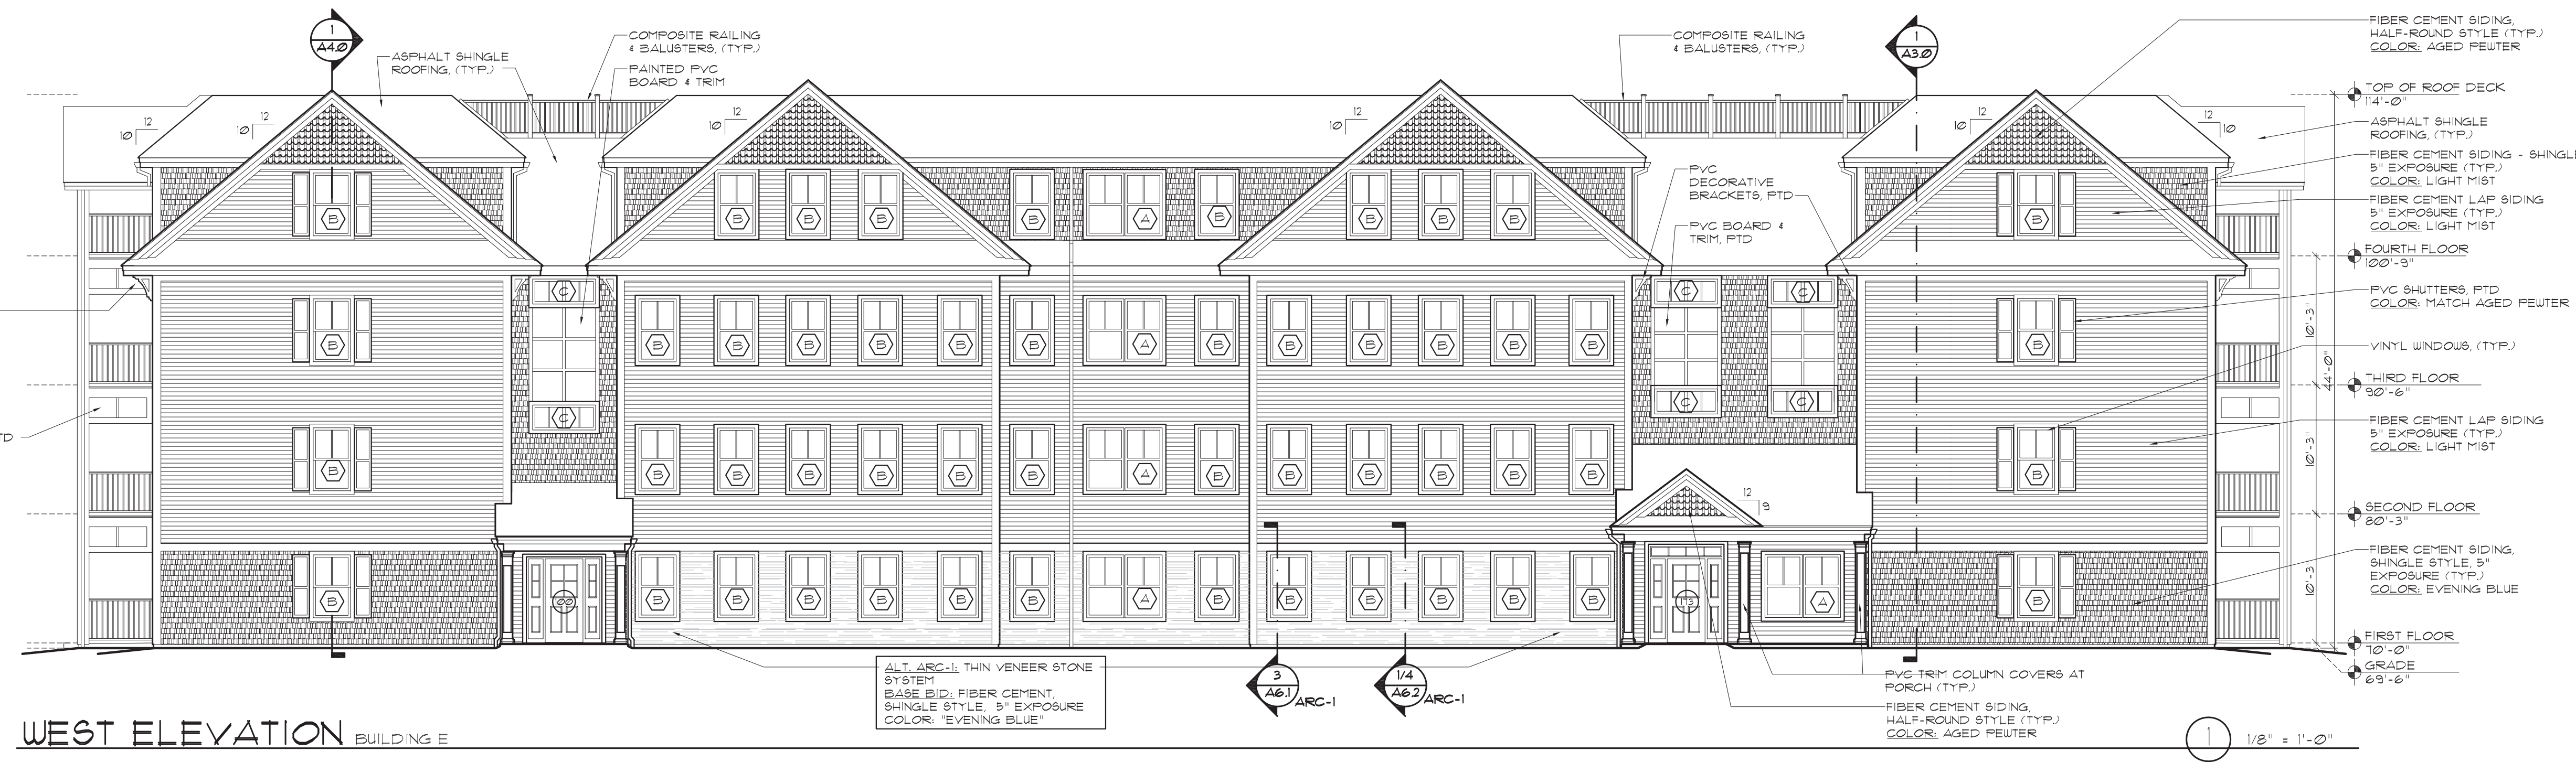 1
A4.0
ASPHALT SHINGLE
ROOFING, (TYP.)
COMPOSITE RAILING
& BALUSTERS, (TYP.)
PAINTED PVC
BOARD & TRIM
COMPOSITE RAILING
& BALUSTERS, (TYP.)
1
A3.0
FIBER CEMENT SIDING,
HALF-ROUND STYLE (TYP.)
COLOR: AGED PEWTER
TOP OF ROOF DECK
114'-0"
ASPHALT SHINGLE
ROOFING, (TYP.)
FIBER CEMENT SIDING - SHINGLE
5" EXPOSURE (TYP.)
COLOR: LIGHT MIST
FIBER CEMENT LAP SIDING
5" EXPOSURE (TYP.)
COLOR: LIGHT MIST
FOURTH FLOOR
100'-9"
PVC SHUTTERS, PTD
COLOR: MATCH AGED PEWTER
VINYL WINDOWS, (TYP.)
THIRD FLOOR
90'-6"
FIBER CEMENT LAP SIDING
5" EXPOSURE (TYP.)
COLOR: LIGHT MIST
SECOND FLOOR
80'-3"
FIBER CEMENT SIDING,
SHINGLE STYLE, 5"
EXPOSURE (TYP.)
COLOR: EVENING BLUE
FIRST FLOOR
70'-0"
GRADE
69'-6"
10'-3"
44'-0"
10'-3"
10'-3"
12
10
12
10
12
10
12
10
12
10
12
10
PVC
DECORATIVE
BRACKETS, PTD
PVC BOARD &
TRIM, PTD
B B B B B B A B B B B B
C C C
B B B B B B B A B B B B B B B
C C C
TD
B B B B B B B A B B B B B B B
12
9
B B B B B B B A B B B B B B A B
100
173
ALT. ARC-1: THIN VENEER STONE
SYSTEM
BASE BID: FIBER CEMENT,
SHINGLE STYLE, 5" EXPOSURE
COLOR: "EVENING BLUE"
3
A6.1
ARC-1
1/4
A6.2
ARC-1
PVC TRIM COLUMN COVERS AT
PORCH (TYP.)
FIBER CEMENT SIDING,
HALF-ROUND STYLE (TYP.)
COLOR: AGED PEWTER
WEST ELEVATION BUILDING E
1
1/8" = 1'-0"